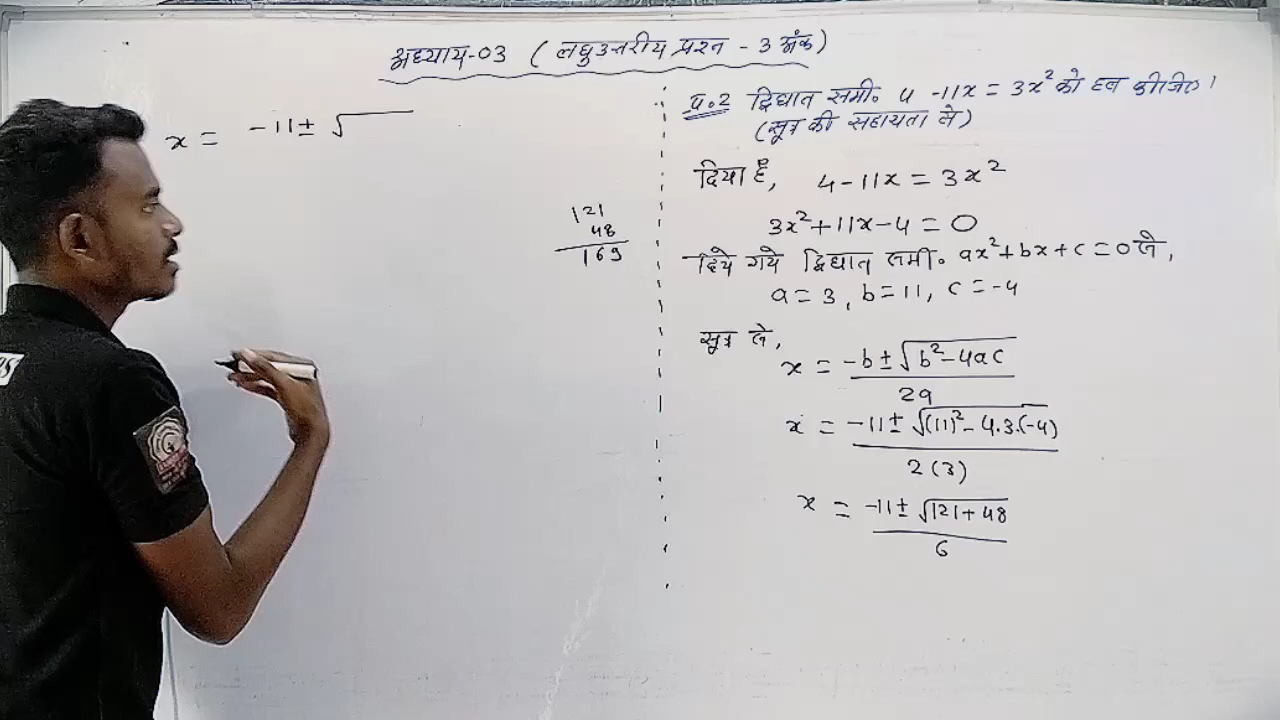 अध्याय-03 ( लघुउत्तरीय प्रश्न - 3 अंक)
प्र.2 द्विघात समी० 4 -11x = 3x² को हल कीजिए।
(सूत्र की सहायता से)
दिया है, 4-11x = 3x²
3x²+11x-4 = 0
दिये गये द्विघात समी० ax²+bx+c=0 से,
a = 3, b=11, c=-4
सूत्र से,
x = -b ± √b²-4ac
2a
x = -11 ± √(11)²- 4.3.(-4)
2(3)
x = -11 ± √121+48
6
x = -11 ± √
121
48
169